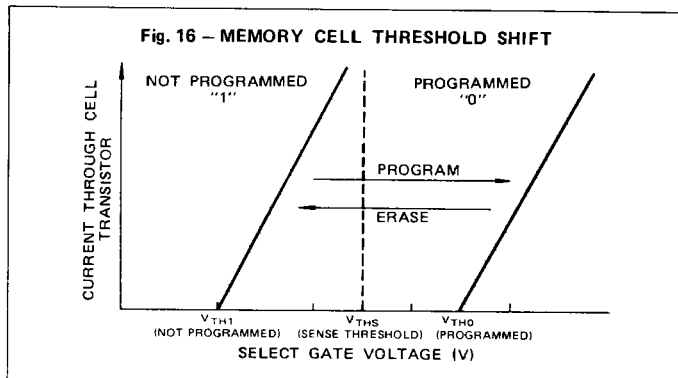 Fig. 16 – MEMORY CELL THRESHOLD SHIFT
NOT PROGRAMMED
"1"
PROGRAMMED
"0"
CURRENT THROUGH CELL
TRANSISTOR
PROGRAM
ERASE
VTH1
(NOT PROGRAMMED)
VTHS
(SENSE THRESHOLD)
VTH0
(PROGRAMMED)
SELECT GATE VOLTAGE (V)